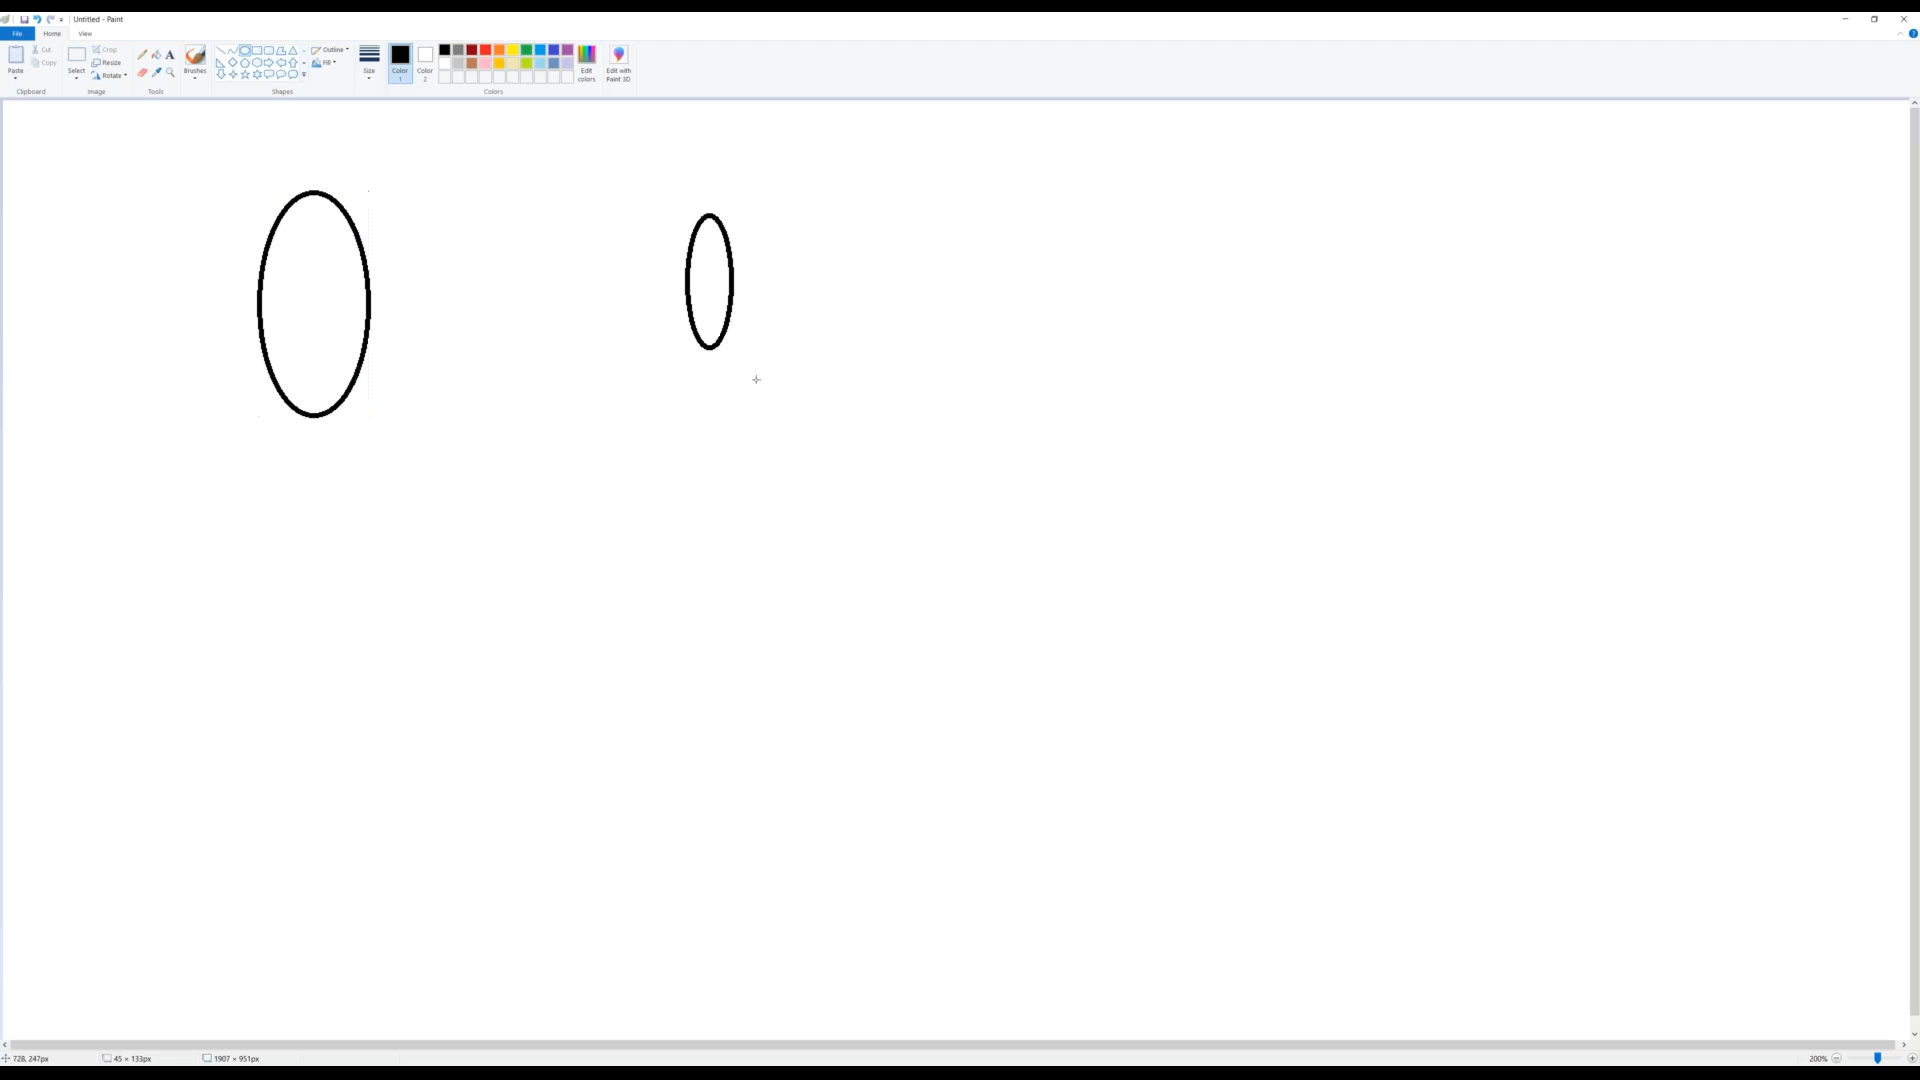 Untitled - Paint
File Home View
Paste
Cut
Copy
Clipboard
Select
Crop
Resize
Rotate
Image
A
Tools
Brushes
Outline
Fill
Shapes
Size
Color
1
Color
2
Edit
colors
Colors
Edit with
Paint 3D
728, 247px
45 × 133px
1907 × 951px
200%